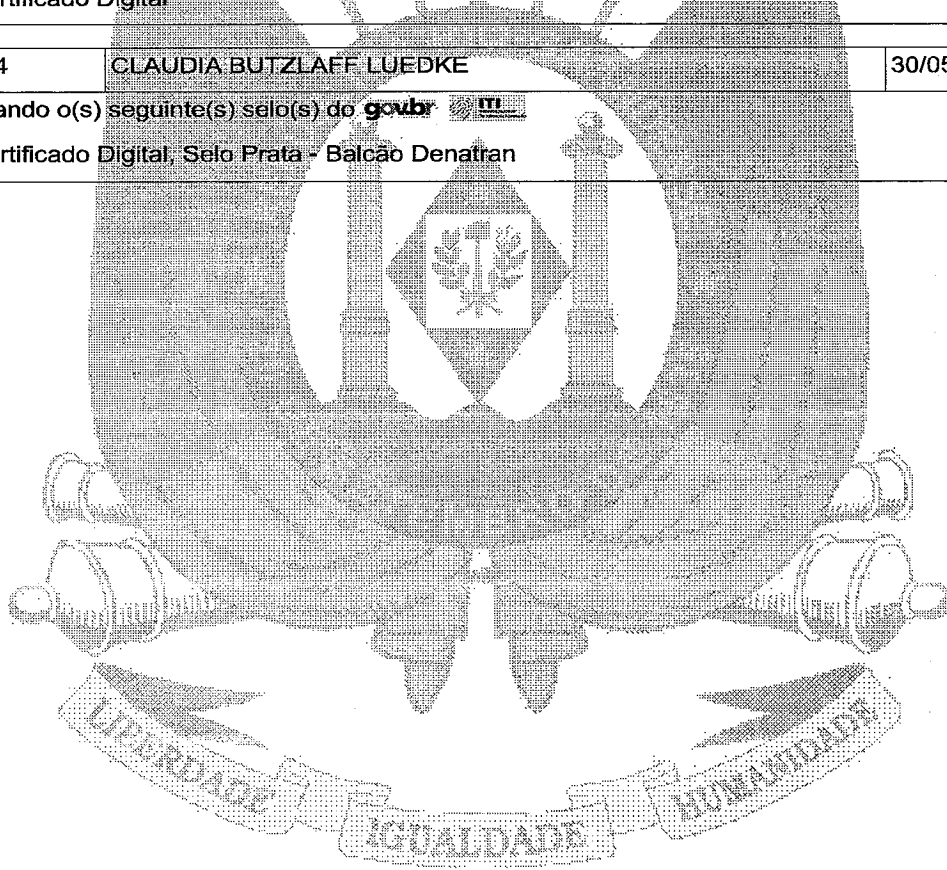 rtificado Digital
4 CLAUDIA BUTZLAFF LUEDKE 30/05
ando o(s) seguinte(s) selo(s) do gov.br ITI
rtificado Digital, Selo Prata - Balcão Denatran
LIBERDADE
IGUALDADE
HUMANIDADE